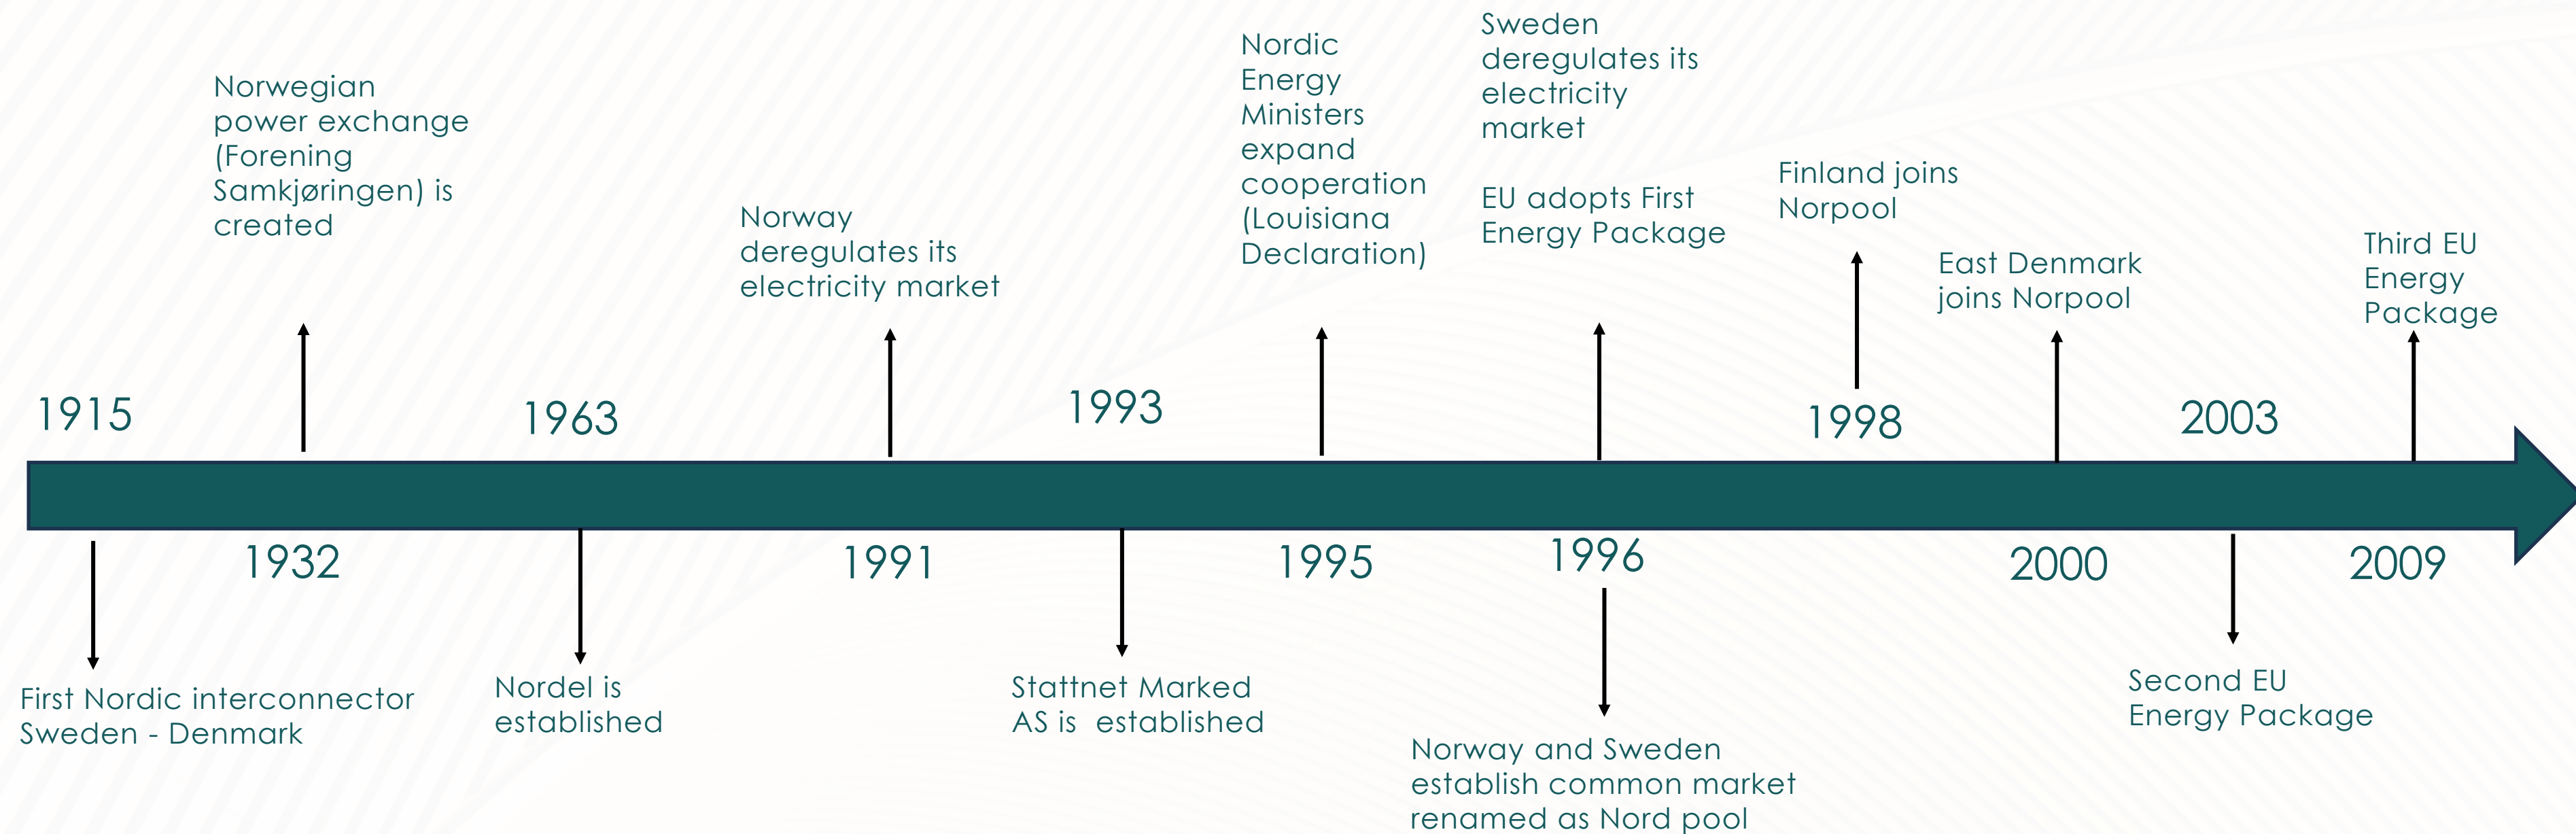 1915
First Nordic interconnector
Sweden - Denmark
Norwegian
power exchange
(Forening
Samkjøringen) is
created
1932
1963
Nordel is
established
Norway
deregulates its
electricity market
1991
1993
Stattnet Marked
AS is  established
Nordic
Energy
Ministers
expand
cooperation
(Louisiana
Declaration)
1995
Sweden
deregulates its
electricity
market
EU adopts First
Energy Package
1996
Norway and Sweden
establish common market
renamed as Nord pool
Finland joins
Norpool
1998
East Denmark
joins Norpool
2000
2003
Second EU
Energy Package
Third EU
Energy
Package
2009